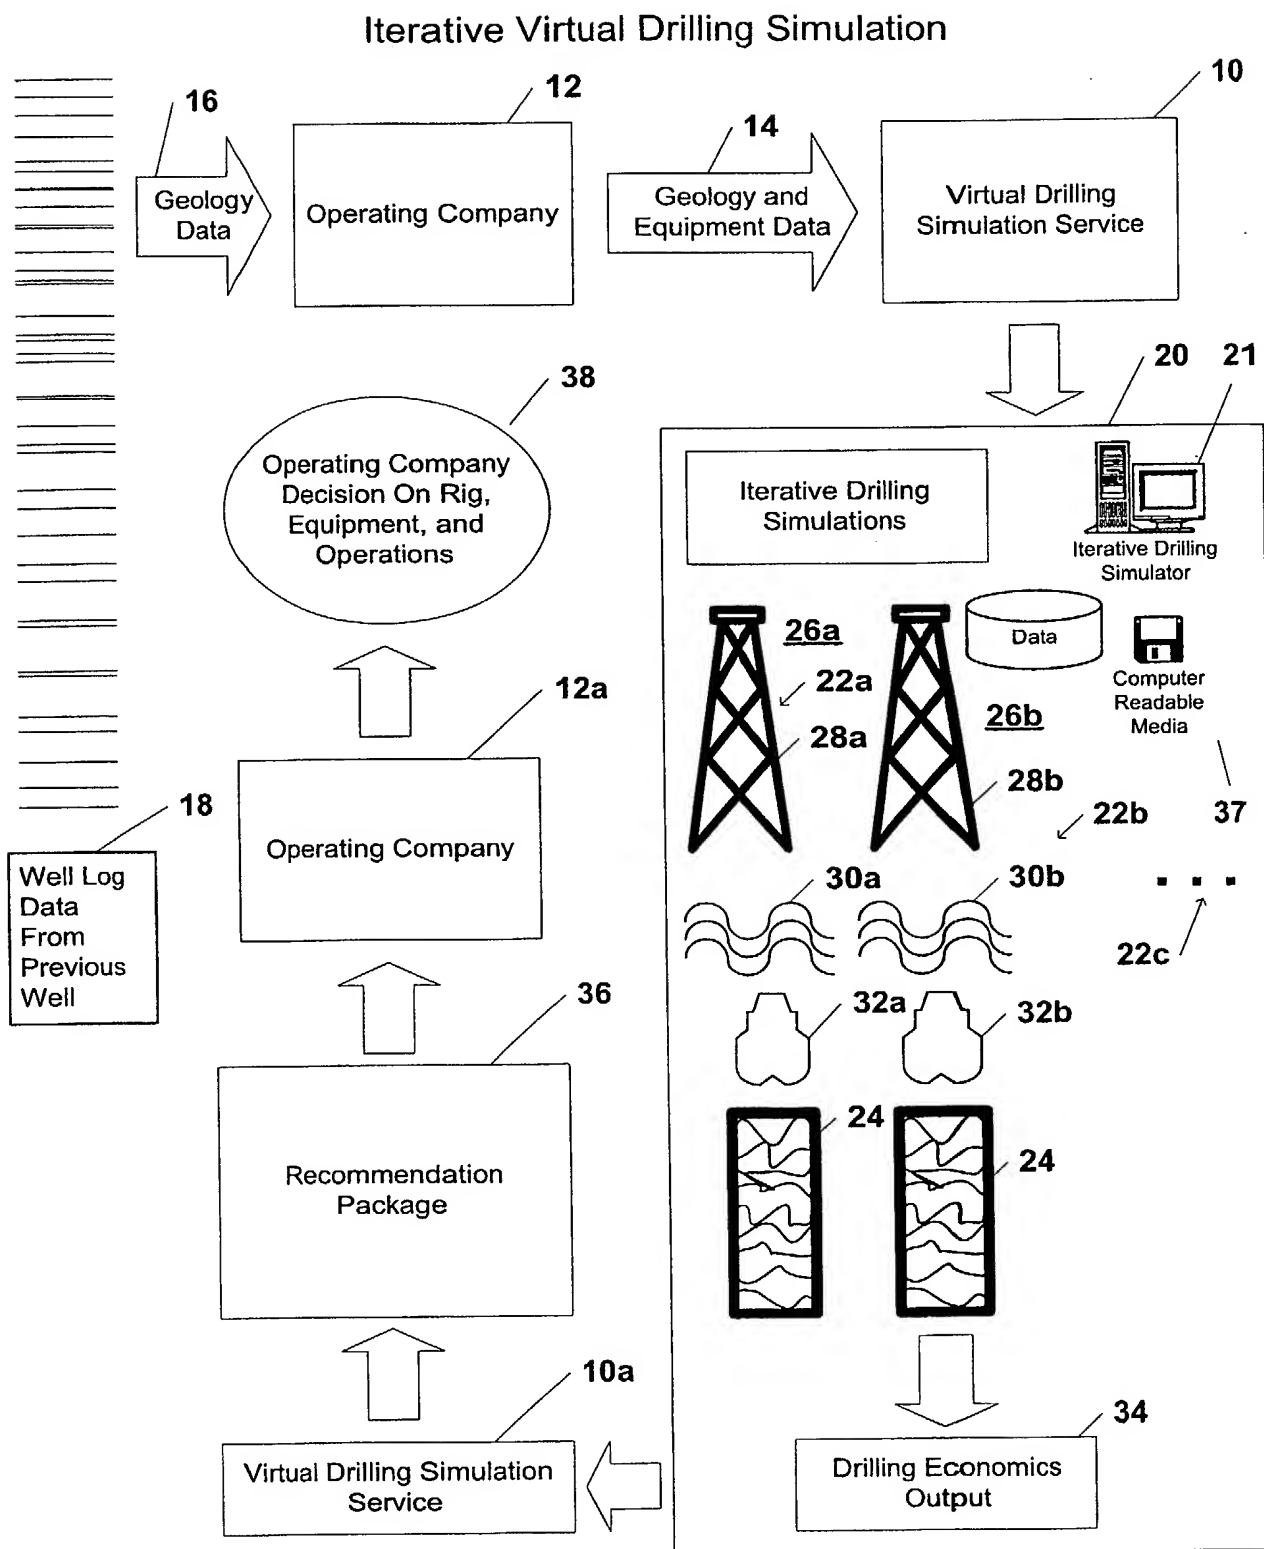 Iterative Virtual Drilling Simulation
16
12
14
10
Geology
Data
Operating Company
Geology and
Equipment Data
Virtual Drilling
Simulation Service
38
20
21
Operating Company
Decision On Rig,
Equipment, and
Operations
Iterative Drilling
Simulations
Iterative Drilling
Simulator
26a
Data
22a
Computer
Readable
Media
12a
26b
28a
28b
18
22b
37
Operating Company
Well Log
Data
From
Previous
Well
30a
30b
22c
36
32a
32b
24
24
Recommendation
Package
10a
34
Virtual Drilling Simulation
Service
Drilling Economics
Output